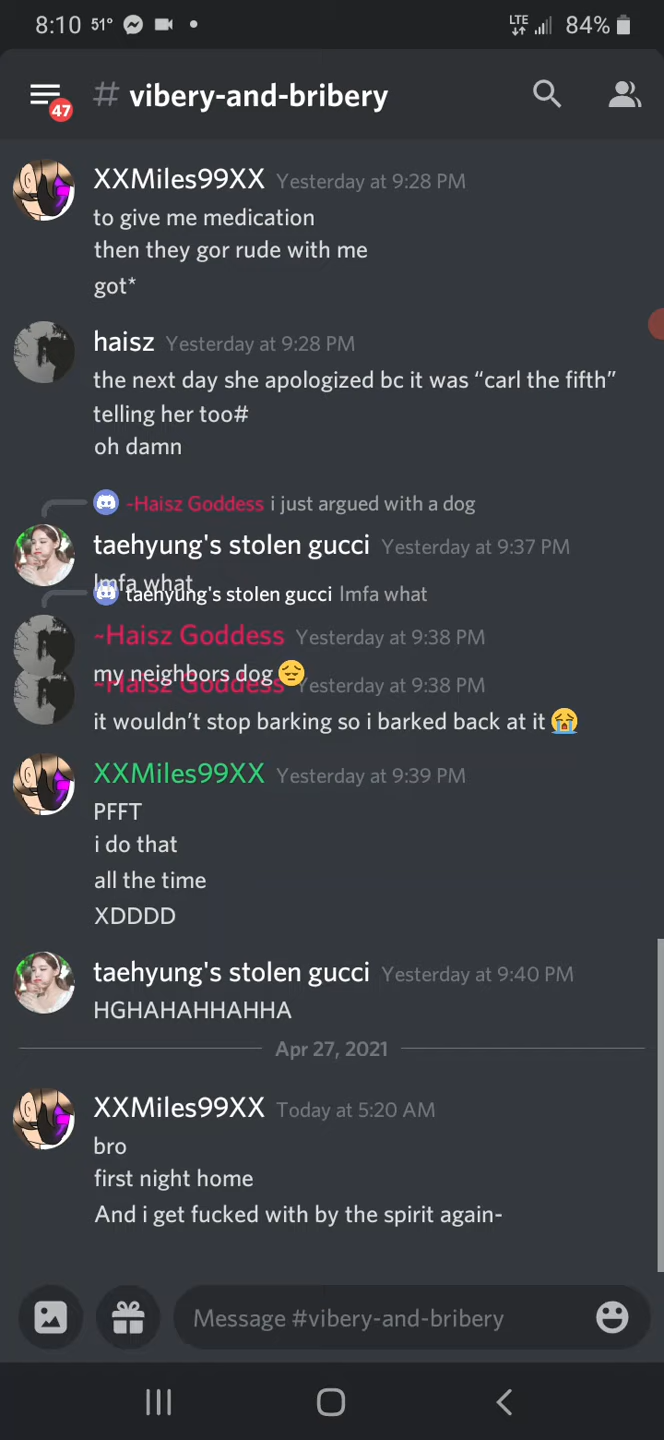 8:10 51°
LTE 84%
47
# vibery-and-bribery
XXMiles99XX Yesterday at 9:28 PM
to give me medication
then they gor rude with me
got*
haisz Yesterday at 9:28 PM
the next day she apologized bc it was “carl the fifth”
telling her too#
oh damn
~Haisz Goddess i just argued with a dog
taehyung's stolen gucci Yesterday at 9:37 PM
lmfa what
taehyung's stolen gucci lmfa what
~Haisz Goddess Yesterday at 9:38 PM
my neighbors dog 😔
~Haisz Goddess Yesterday at 9:38 PM
it wouldn’t stop barking so i barked back at it 😭
XXMiles99XX Yesterday at 9:39 PM
PFFT
i do that
all the time
XDDDD
taehyung's stolen gucci Yesterday at 9:40 PM
HGHAHAHHAHHA
Apr 27, 2021
XXMiles99XX Today at 5:20 AM
bro
first night home
And i get fucked with by the spirit again-
Message #vibery-and-bribery